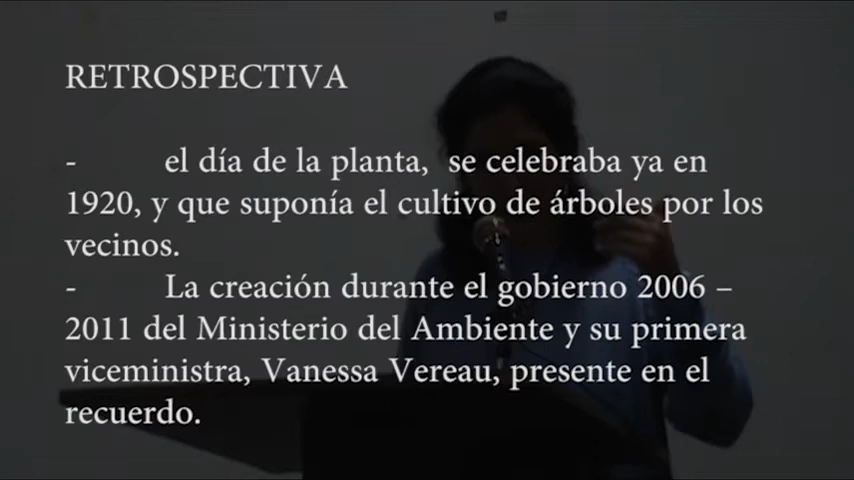 RETROSPECTIVA
- el día de la planta, se celebraba ya en
1920, y que suponía el cultivo de árboles por los
vecinos.
- La creación durante el gobierno 2006 –
2011 del Ministerio del Ambiente y su primera
viceministra, Vanessa Vereau, presente en el
recuerdo.